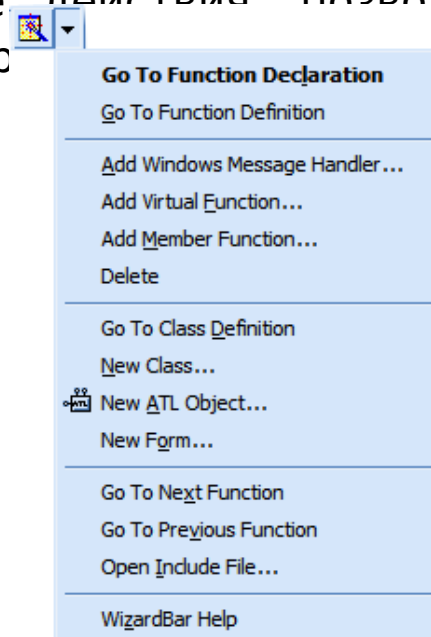 Go To Function Declaration
Go To Function Definition
Add Windows Message Handler...
Add Virtual Function...
Add Member Function...
Delete
Go To Class Definition
New Class...
New ATL Object...
New Form...
Go To Next Function
Go To Previous Function
Open Include File...
WizardBar Help